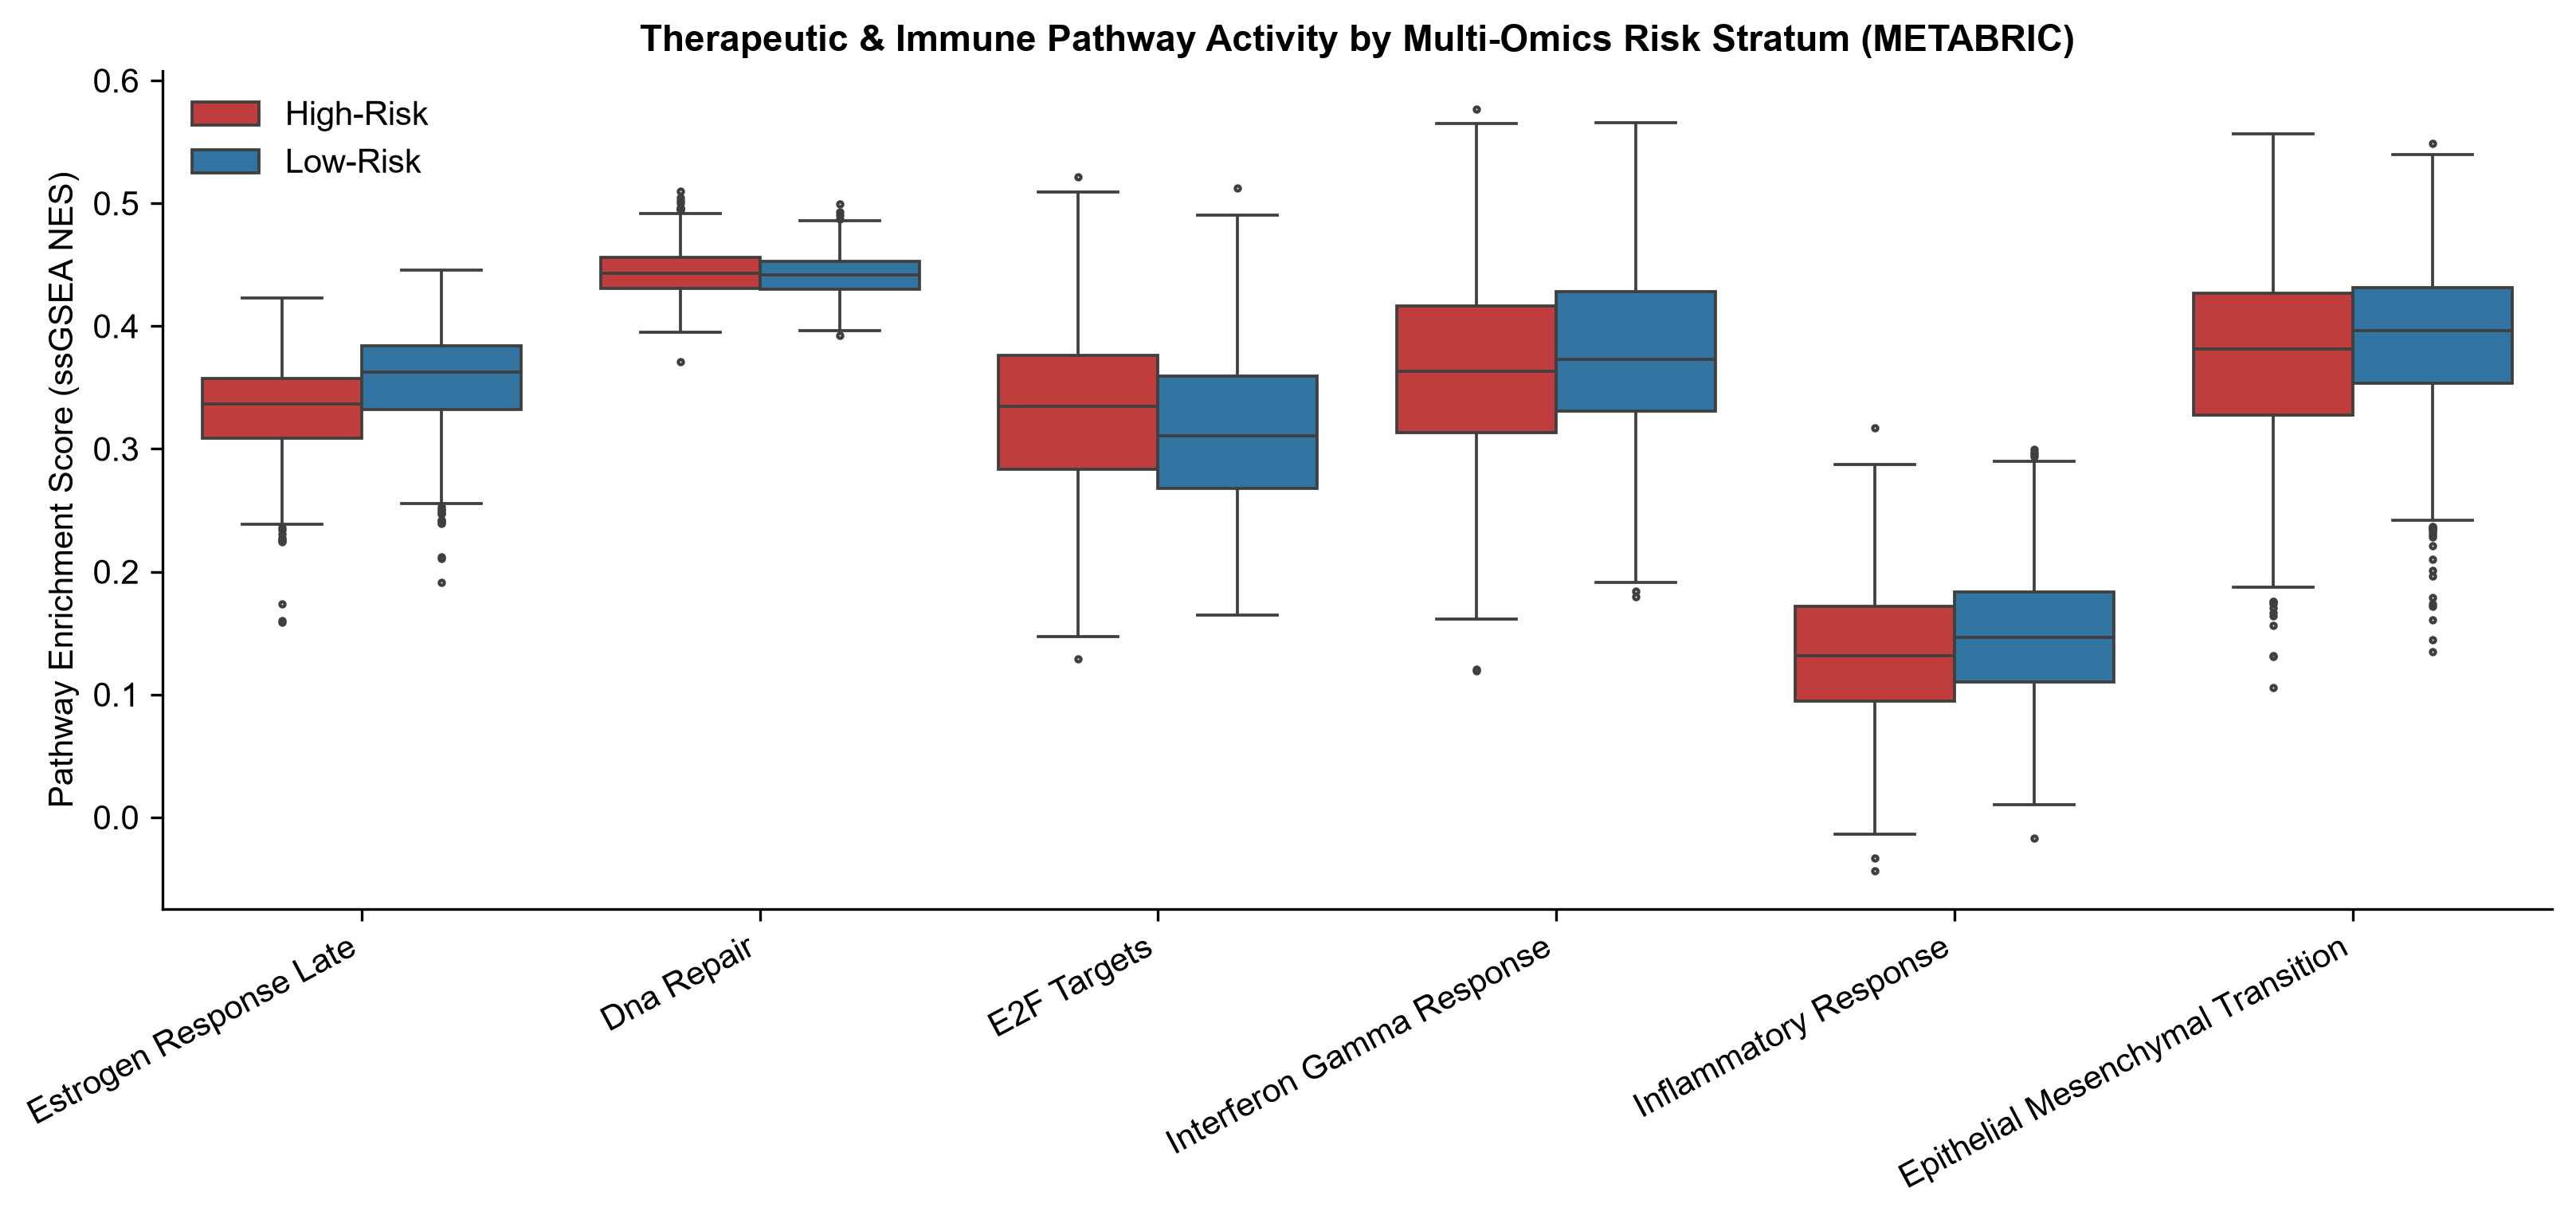 Therapeutic & Immune Pathway Activity by Multi-Omics Risk Stratum (METABRIC)
High-Risk
Low-Risk
Pathway Enrichment Score (ssGSEA NES)
0.6
0.5
0.4
0.3
0.2
0.1
0.0
Estrogen Response Late
Dna Repair
E2F Targets
Interferon Gamma Response
Inflammatory Response
Epithelial Mesenchymal Transition